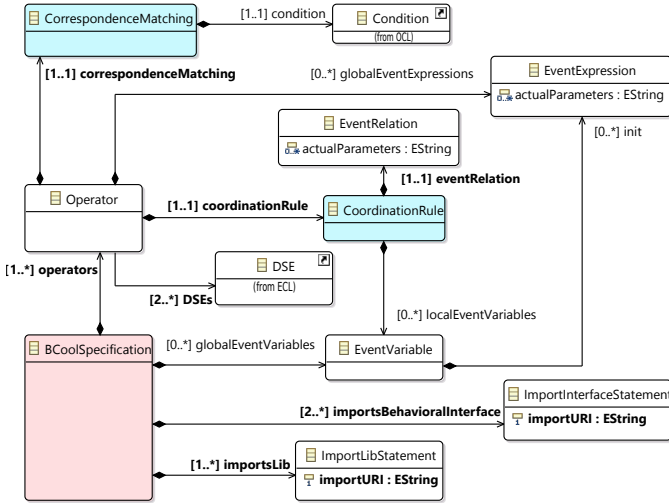 CorrespondenceMatching
[1..1] condition
Condition
(from OCL)
[1..1] correspondenceMatching
[0..*] globalEventExpressions
EventExpression
actualParameters : EString
EventRelation
actualParameters : EString
[0..*] init
[1..1] eventRelation
Operator
[1..1] coordinationRule
CoordinationRule
[1..*] operators
DSE
(from ECL)
[2..*] DSEs
[0..*] localEventVariables
BCoolSpecification
[0..*] globalEventVariables
EventVariable
ImportInterfaceStatement
[2..*] importsBehavioralInterface
importURI : EString
[1..*] importsLib
ImportLibStatement
importURI : EString